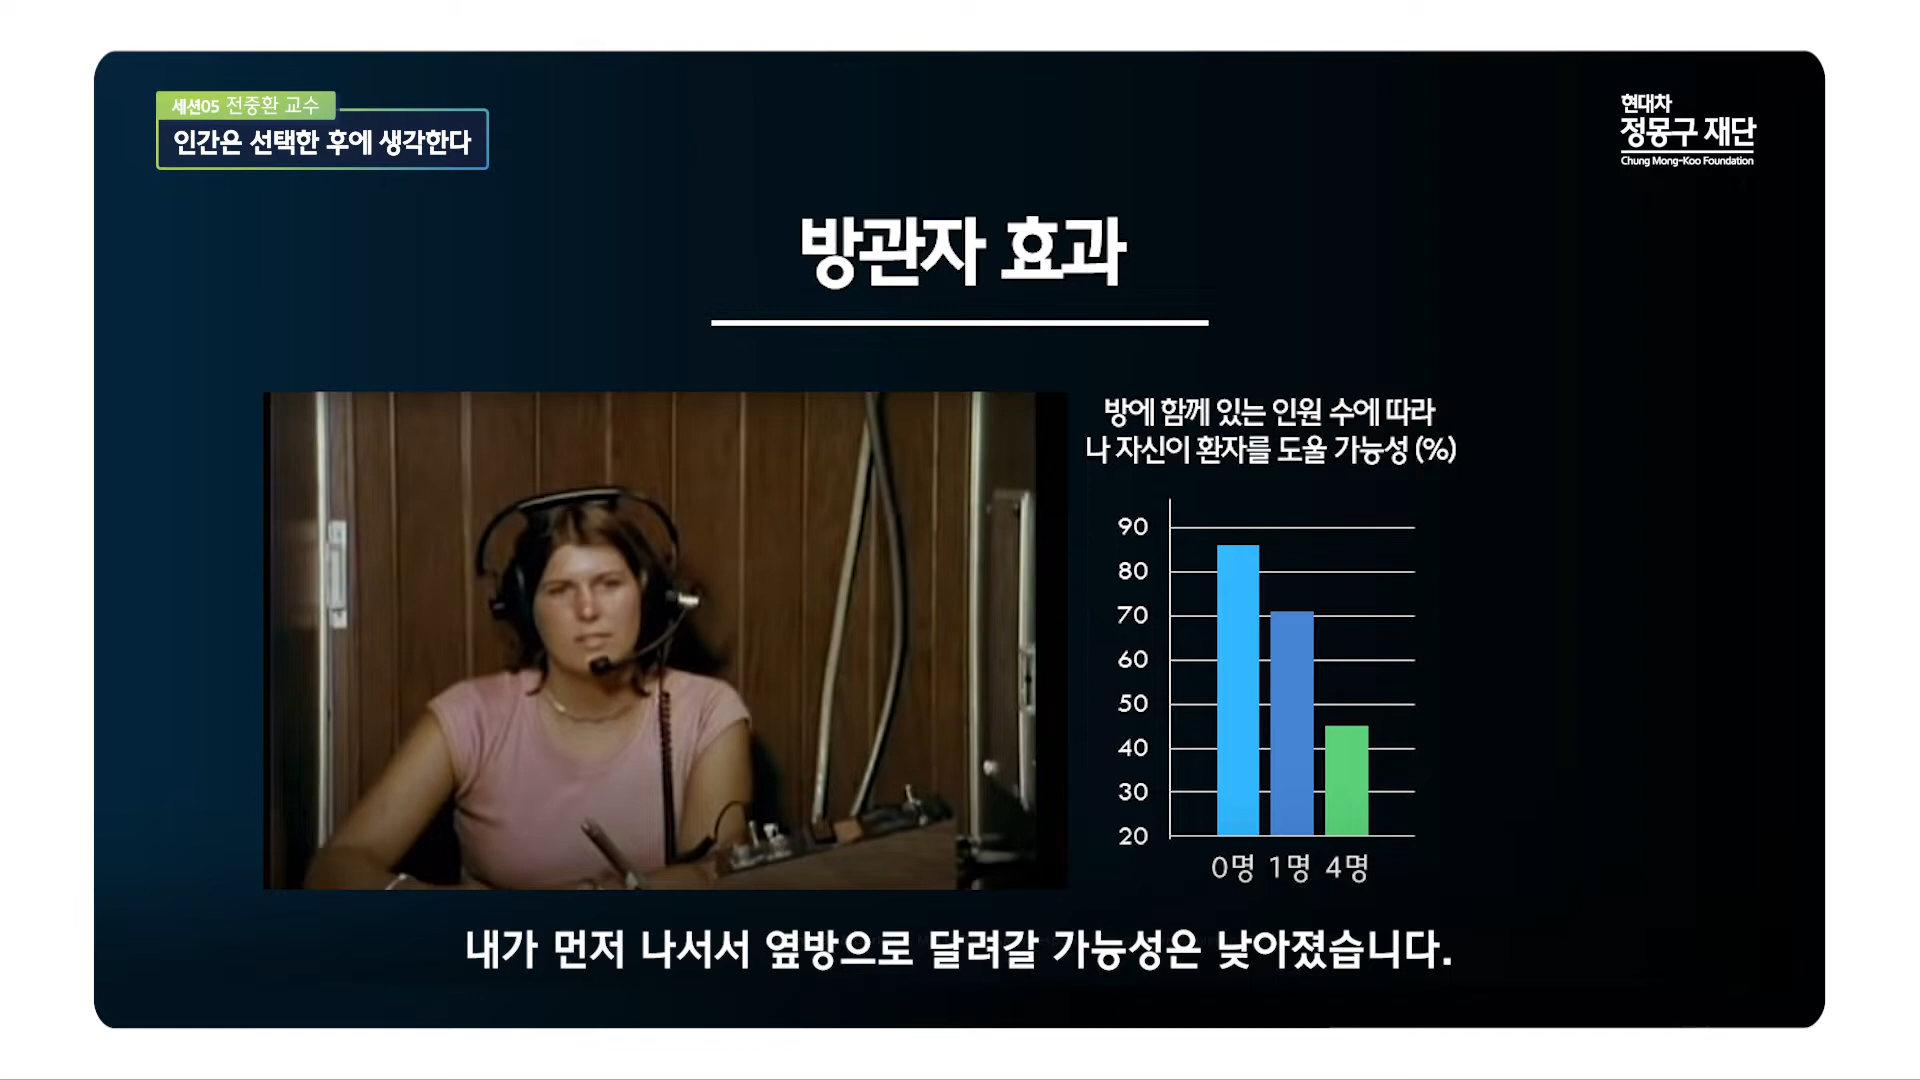 세션05 전중환 교수
인간은 선택한 후에 생각한다
현대차
정몽구 재단
Chung Mong-Koo Foundation
방관자 효과
방에 함께 있는 인원 수에 따라
나 자신이 환자를 도울 가능성 (%)
90
80
70
60
50
40
30
20
0명 1명 4명
내가 먼저 나서서 옆방으로 달려갈 가능성은 낮아졌습니다.